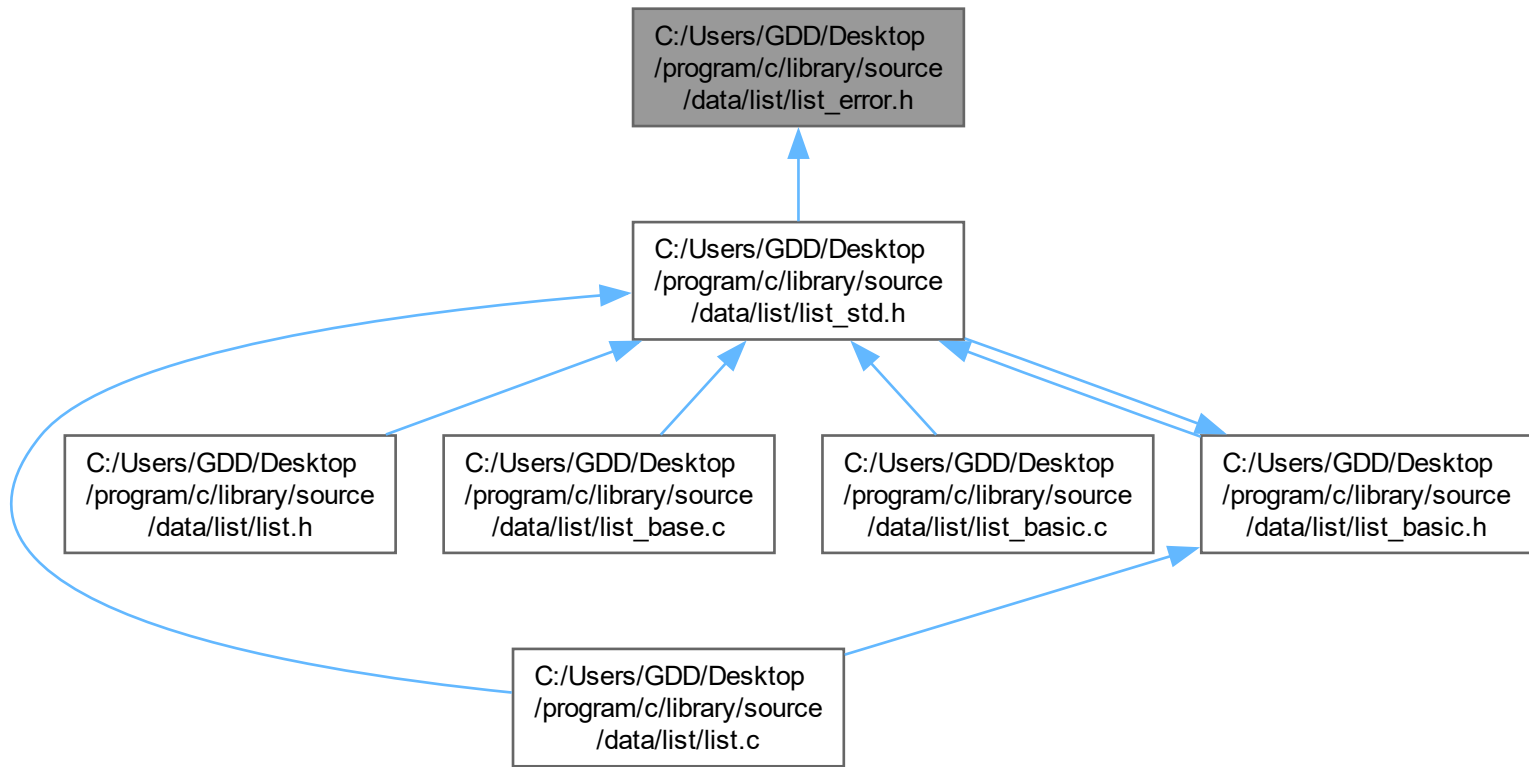 C:/Users/GDD/Desktop
/program/c/library/source
/data/list/list_error.h
C:/Users/GDD/Desktop
/program/c/library/source
/data/list/list_std.h
C:/Users/GDD/Desktop
/program/c/library/source
/data/list/list.h
C:/Users/GDD/Desktop
/program/c/library/source
/data/list/list_base.c
C:/Users/GDD/Desktop
/program/c/library/source
/data/list/list_basic.c
C:/Users/GDD/Desktop
/program/c/library/source
/data/list/list_basic.h
C:/Users/GDD/Desktop
/program/c/library/source
/data/list/list.c